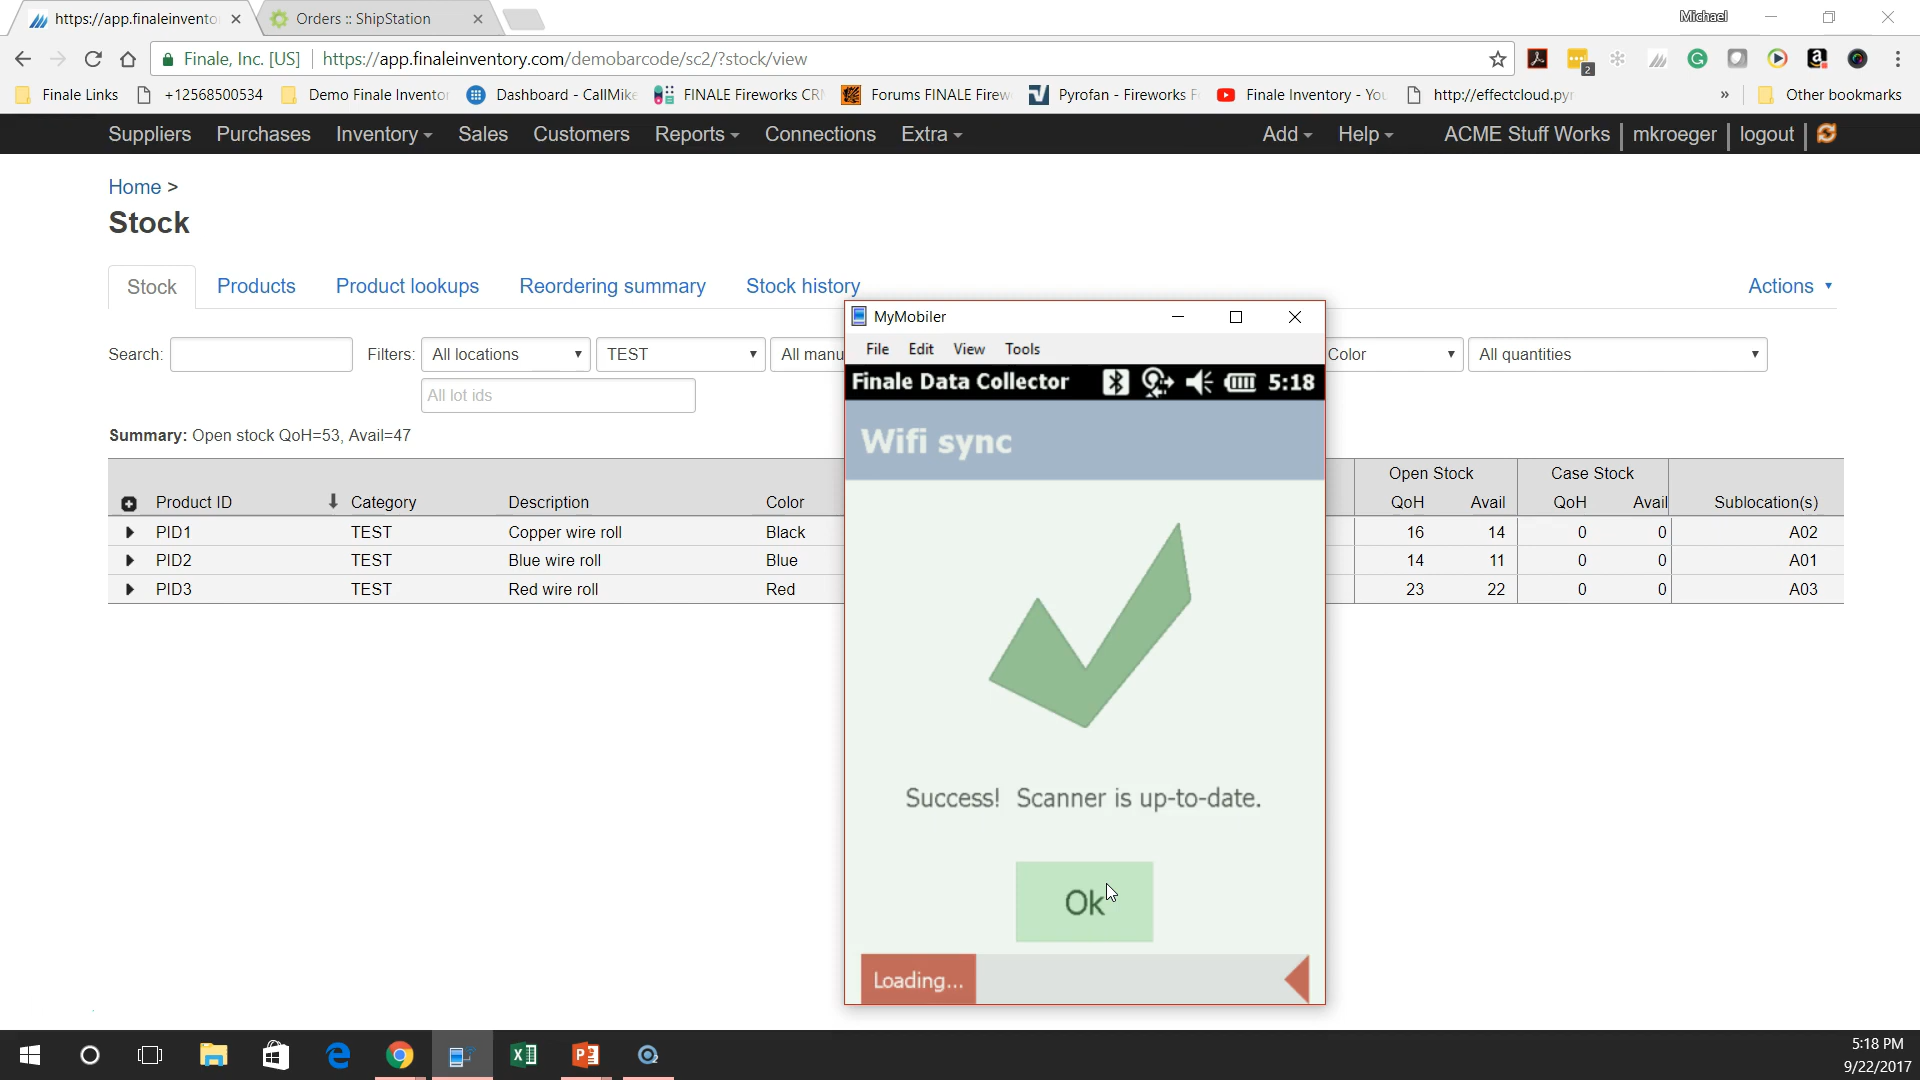 https://app.finaleinvento
Orders :: ShipStation
Michael
Finale, Inc. [US]
https://app.finaleinventory.com/demobarcode/sc2/?stock/view
2
Finale Links
+12568500534
Demo Finale Invento
Dashboard - CallMike
FINALE Fireworks CR
Forums FINALE Firew
Pyrofan - Fireworks F
Finale Inventory - You
http://effectcloud.pyr
»
Other bookmarks
Suppliers
Purchases
Inventory
Sales
Customers
Reports
Connections
Extra
Add
Help
ACME Stuff Works
mkroeger
logout
Home >
Stock
Stock
Products
Product lookups
Reordering summary
Stock history
Actions
Search:
Filters:
All locations
TEST
All manu
Color
All quantities
All lot ids
Summary: Open stock QoH=53, Avail=47
Open Stock
Case Stock
Product ID
Category
Description
Color
QoH
Avail
QoH
Avail
Sublocation(s)
PID1 TEST Copper wire roll Black 16 14 0 0 A02
PID2 TEST Blue wire roll Blue 14 11 0 0 A01
PID3 TEST Red wire roll Red 23 22 0 0 A03
MyMobiler
File Edit View Tools
Finale Data Collector
5:18
Wifi sync
Success! Scanner is up-to-date.
Ok
Loading...
5:18 PM
9/22/2017